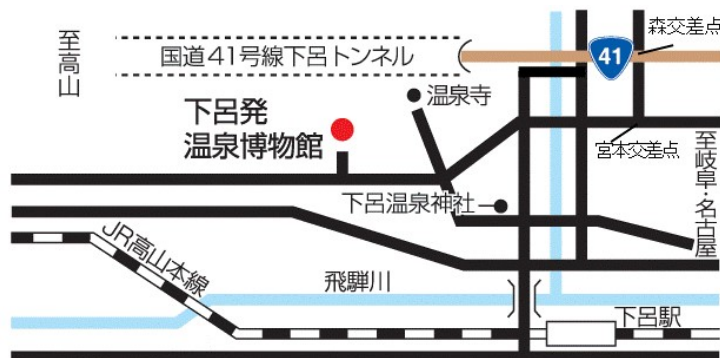 森交差点
至高山
国道41号線下呂トンネル
41
温泉寺
下呂発
温泉博物館
宮本交差点
至岐阜・名古屋
下呂温泉神社
JR高山本線
飛騨川
下呂駅